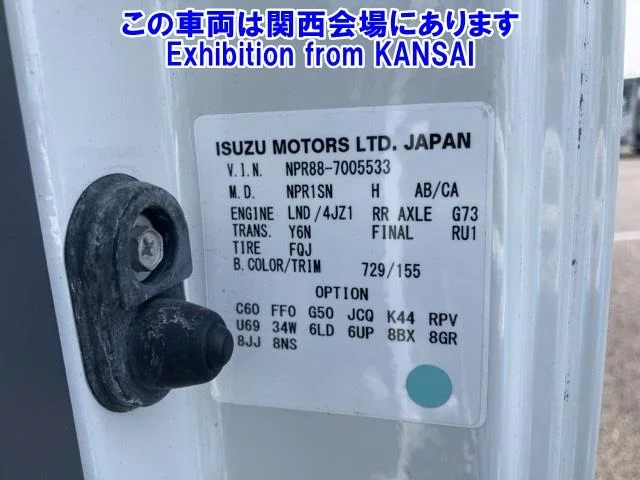 この車両は関西会場にあります
Exhibition from KANSAI
ISUZU MOTORS LTD. JAPAN
V.I.N. NPR88-7005533
M.D. NPR1SN H AB/CA
ENGINE LND/4JZ1 RR AXLE G73
TRANS. Y6N FINAL RU1
TIRE FQJ
B.COLOR/TRIM 729/155
OPTION
C60 FF0 G50 JCQ K44 RPV
U69 34W 6LD 6UP 8BX 8GR
8JJ 8NS